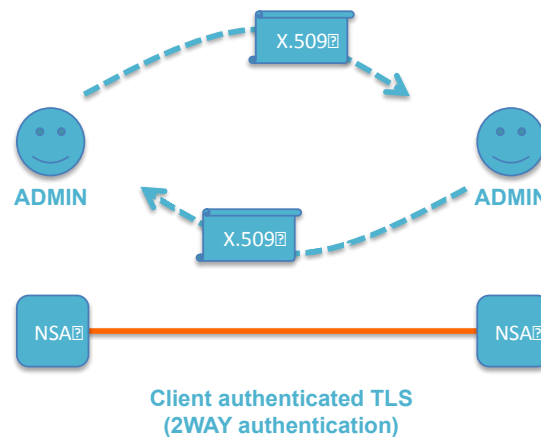 X.509�
ADMIN
ADMIN
X.509�
NSA�
NSA�
Client authenticated TLS
(2WAY authentication)